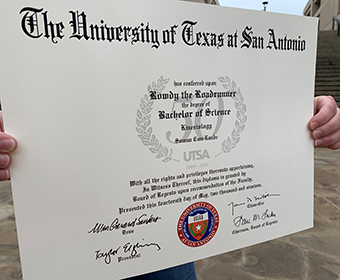 The University of Texas at San Antonio
has conferred upon
Rowdy the Roadrunner
the degree of
Bachelor of Science
Kinesiology
Summa Cum Laude
50
UTSA
With all the rights and privileges thereunto appertaining.
In Witness Thereof, this diploma is granted by
Board of Regents upon recommendation of the Faculty.
Presented this fourteenth day of May, two thousand and nineteen.
Dean
Chancellor
President
Chairman, Board of Regents